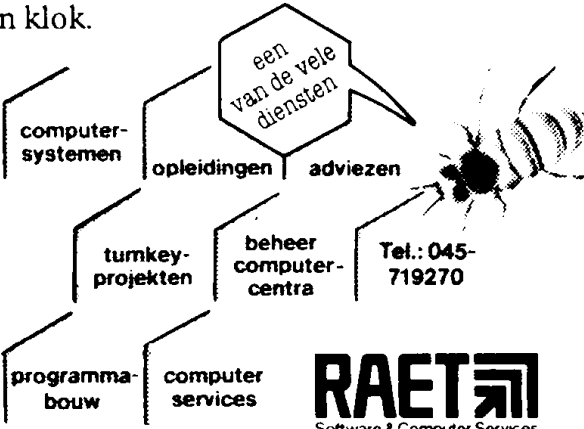 n klok.
een
van de vele
diensten
computer-
systemen
opleidingen
adviezen
turnkey-
projekten
beheer
computer-
centra
Tel.: 045-
719270
programma-
bouw
computer
services
RAET
Software & Computer Services